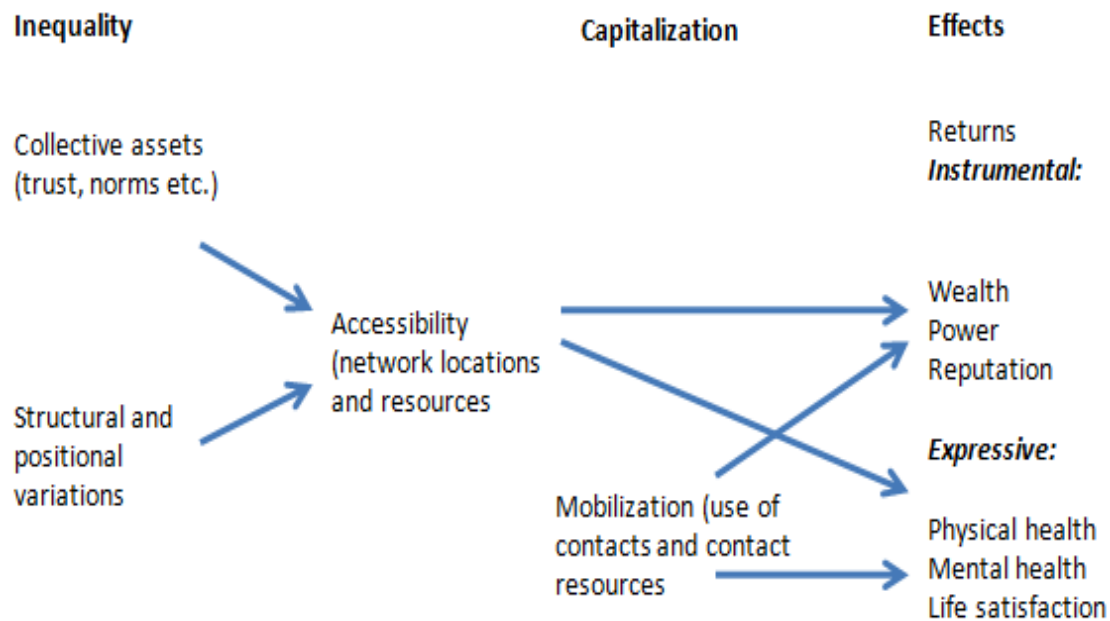 Inequality
Capitalization
Effects
Collective assets
(trust, norms etc.)
Returns
Instrumental:
Accessibility
(network locations
and resources
Wealth
Power
Reputation
Structural and
positional
variations
Expressive:
Mobilization (use of
contacts and contact
resources
Physical health
Mental health
Life satisfaction